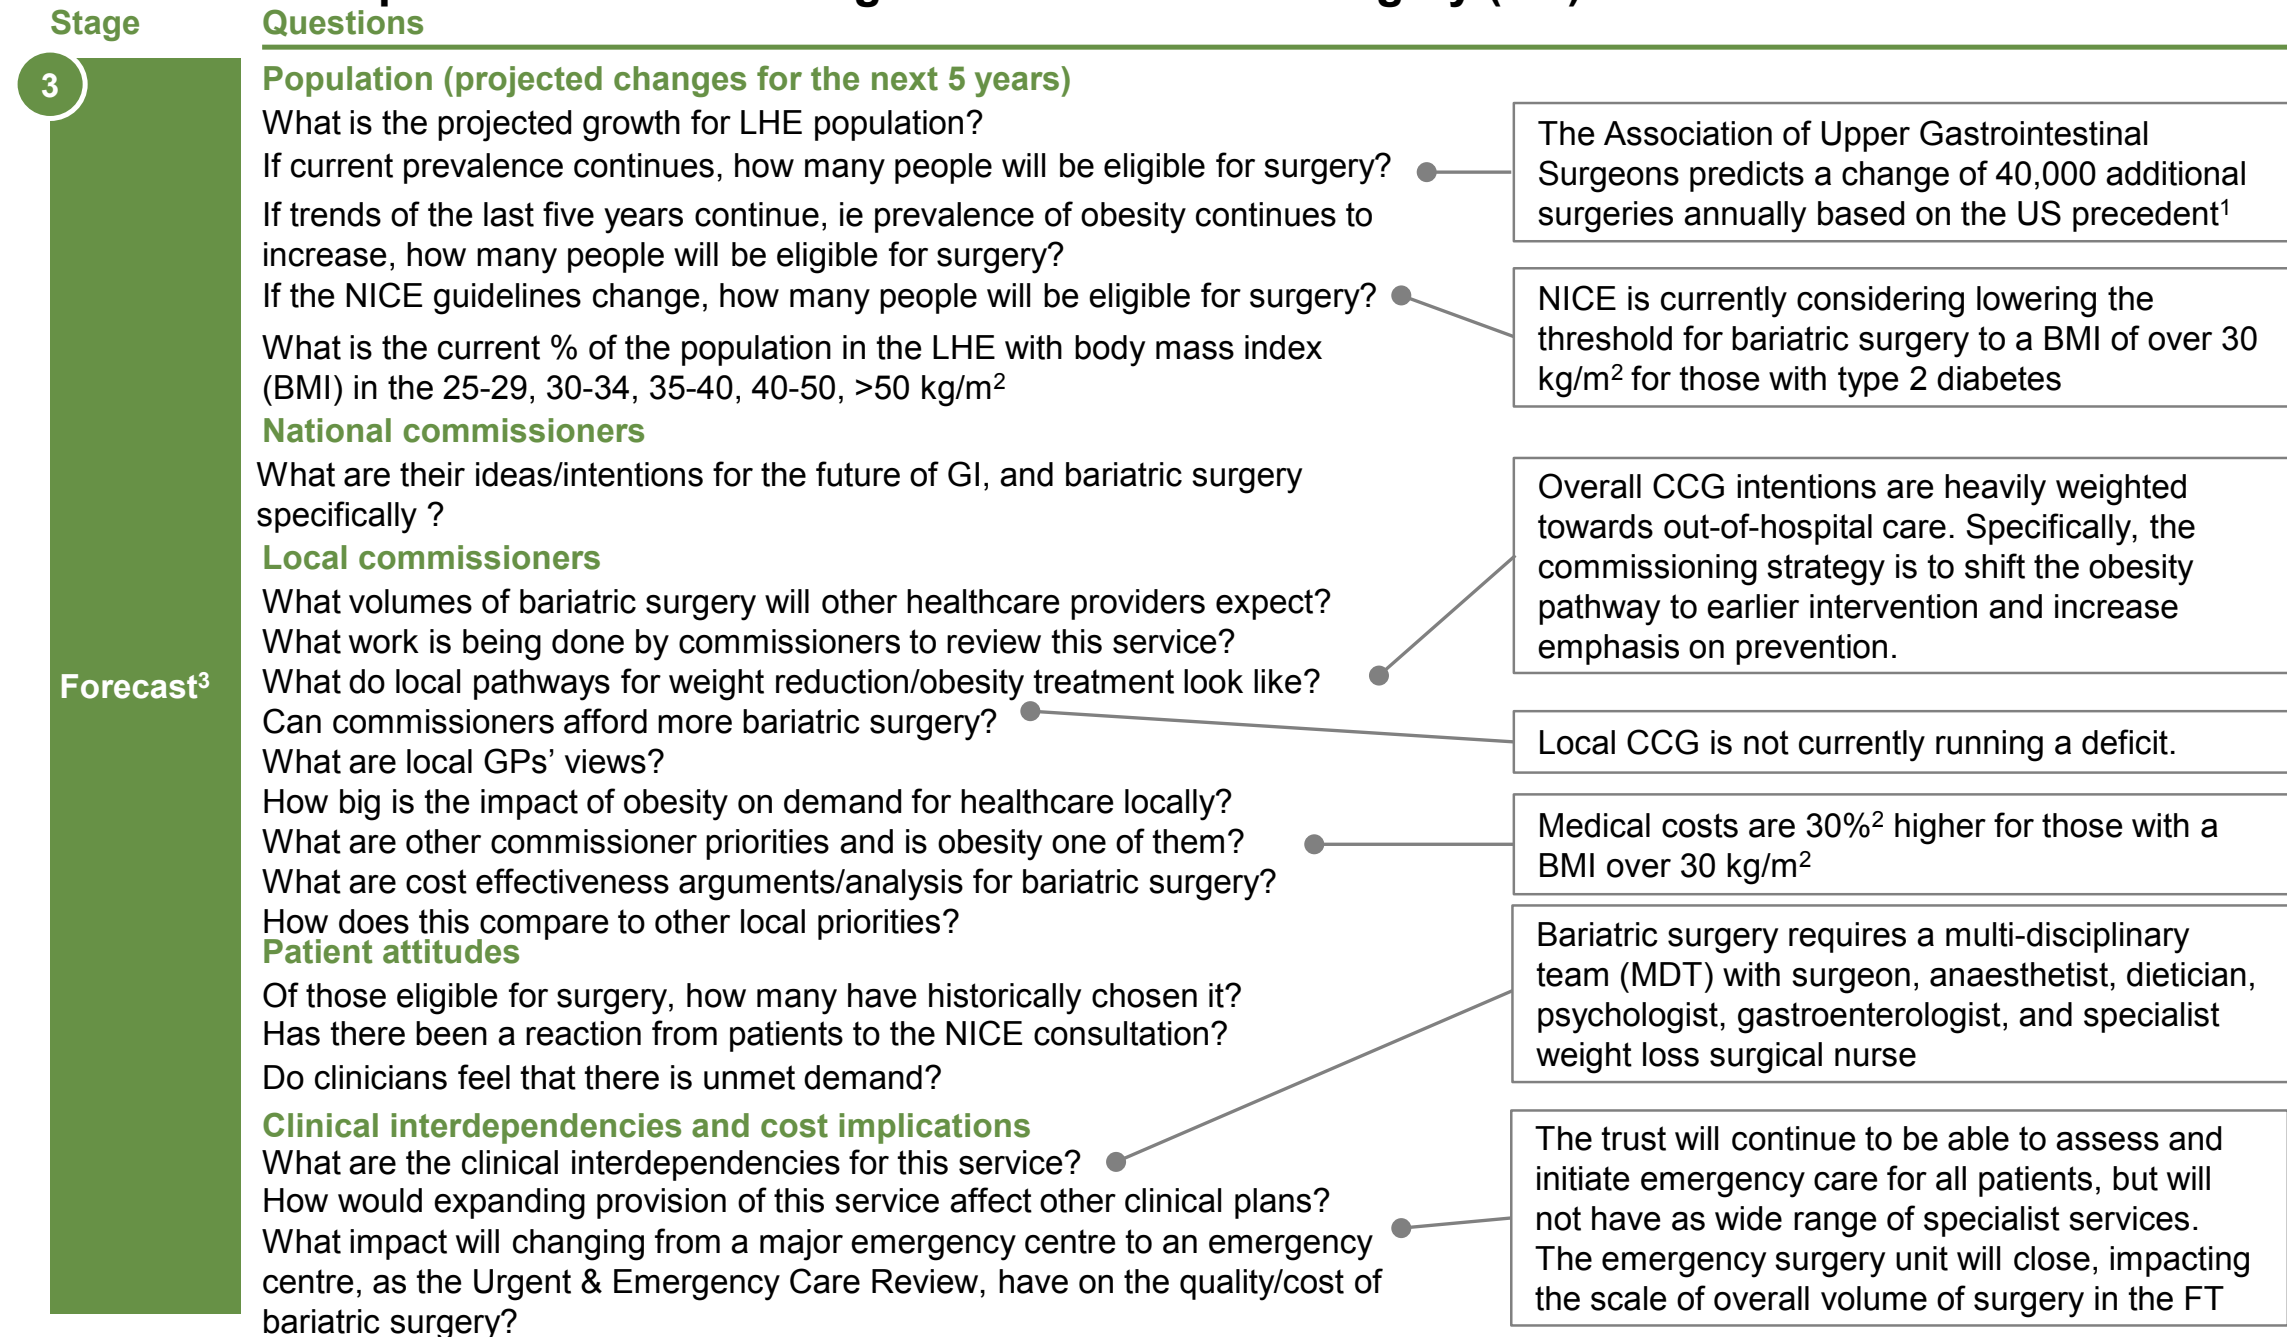 Stage
Questions
3
Forecast³
Population (projected changes for the next 5 years)
What is the projected growth for LHE population?
If current prevalence continues, how many people will be eligible for surgery?
If trends of the last five years continue, ie prevalence of obesity continues to
increase, how many people will be eligible for surgery?
If the NICE guidelines change, how many people will be eligible for surgery?
What is the current % of the population in the LHE with body mass index
(BMI) in the 25-29, 30-34, 35-40, 40-50, >50 kg/m²
National commissioners
What are their ideas/intentions for the future of GI, and bariatric surgery
specifically ?
Local commissioners
What volumes of bariatric surgery will other healthcare providers expect?
What work is being done by commissioners to review this service?
What do local pathways for weight reduction/obesity treatment look like?
Can commissioners afford more bariatric surgery?
What are local GPs’ views?
How big is the impact of obesity on demand for healthcare locally?
What are other commissioner priorities and is obesity one of them?
What are cost effectiveness arguments/analysis for bariatric surgery?
How does this compare to other local priorities?
Patient attitudes
Of those eligible for surgery, how many have historically chosen it?
Has there been a reaction from patients to the NICE consultation?
Do clinicians feel that there is unmet demand?
Clinical interdependencies and cost implications
What are the clinical interdependencies for this service?
How would expanding provision of this service affect other clinical plans?
What impact will changing from a major emergency centre to an emergency
centre, as the Urgent & Emergency Care Review, have on the quality/cost of
bariatric surgery?
The Association of Upper Gastrointestinal
Surgeons predicts a change of 40,000 additional
surgeries annually based on the US precedent¹
NICE is currently considering lowering the
threshold for bariatric surgery to a BMI of over 30
kg/m² for those with type 2 diabetes
Overall CCG intentions are heavily weighted
towards out-of-hospital care. Specifically, the
commissioning strategy is to shift the obesity
pathway to earlier intervention and increase
emphasis on prevention.
Local CCG is not currently running a deficit.
Medical costs are 30%² higher for those with a
BMI over 30 kg/m²
Bariatric surgery requires a multi-disciplinary
team (MDT) with surgeon, anaesthetist, dietician,
psychologist, gastroenterologist, and specialist
weight loss surgical nurse
The trust will continue to be able to assess and
initiate emergency care for all patients, but will
not have as wide range of specialist services.
The emergency surgery unit will close, impacting
the scale of overall volume of surgery in the FT